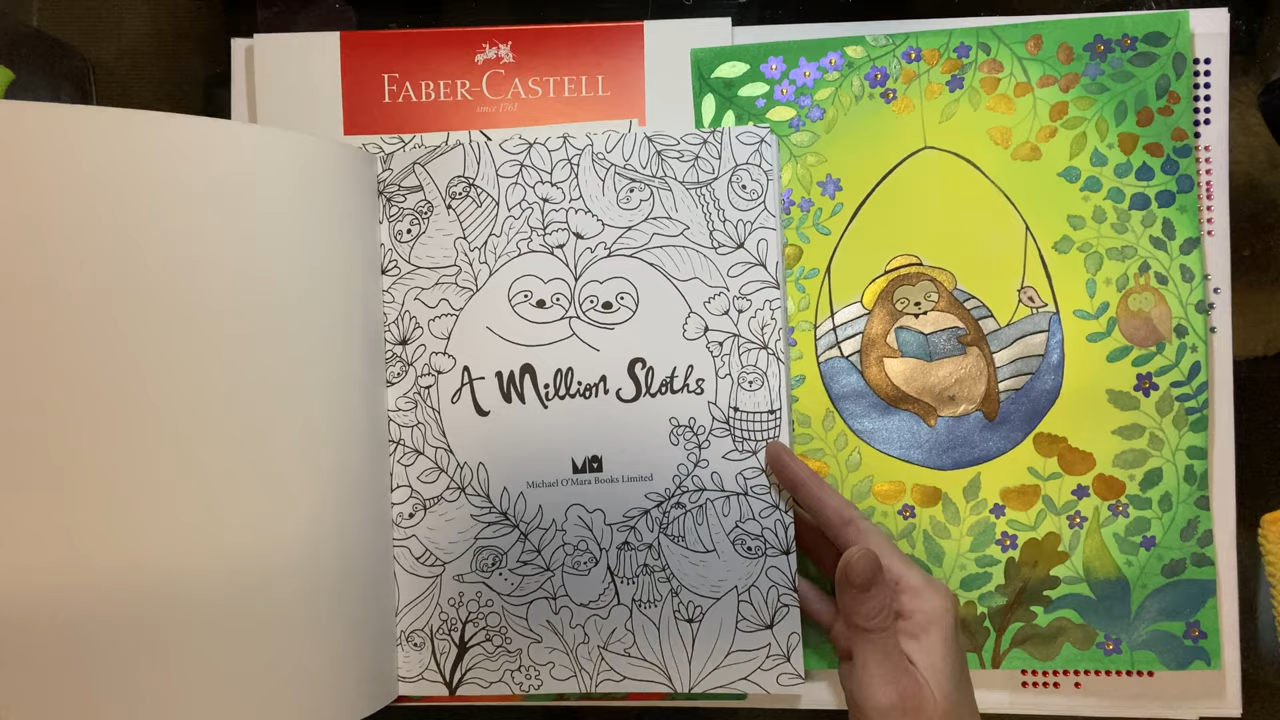 FABER-CASTELL
since 1761
A Million Sloths
Michael O'Mara Books Limited